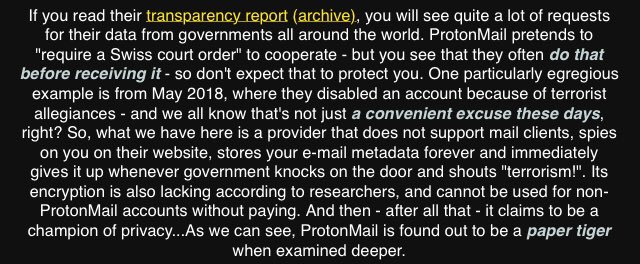 If you read their transparency report (archive), you will see quite a lot of requests
for their data from governments all around the world. ProtonMail pretends to
"require a Swiss court order" to cooperate - but you see that they often do that
before receiving it - so don't expect that to protect you. One particularly egregious
example is from May 2018, where they disabled an account because of terrorist
allegiances - and we all know that's not just a convenient excuse these days,
right? So, what we have here is a provider that does not support mail clients, spies
on you on their website, stores your e-mail metadata forever and immediately
gives it up whenever government knocks on the door and shouts "terrorism!". Its
encryption is also lacking according to researchers, and cannot be used for non-
ProtonMail accounts without paying. And then - after all that - it claims to be a
champion of privacy...As we can see, ProtonMail is found out to be a paper tiger
when examined deeper.